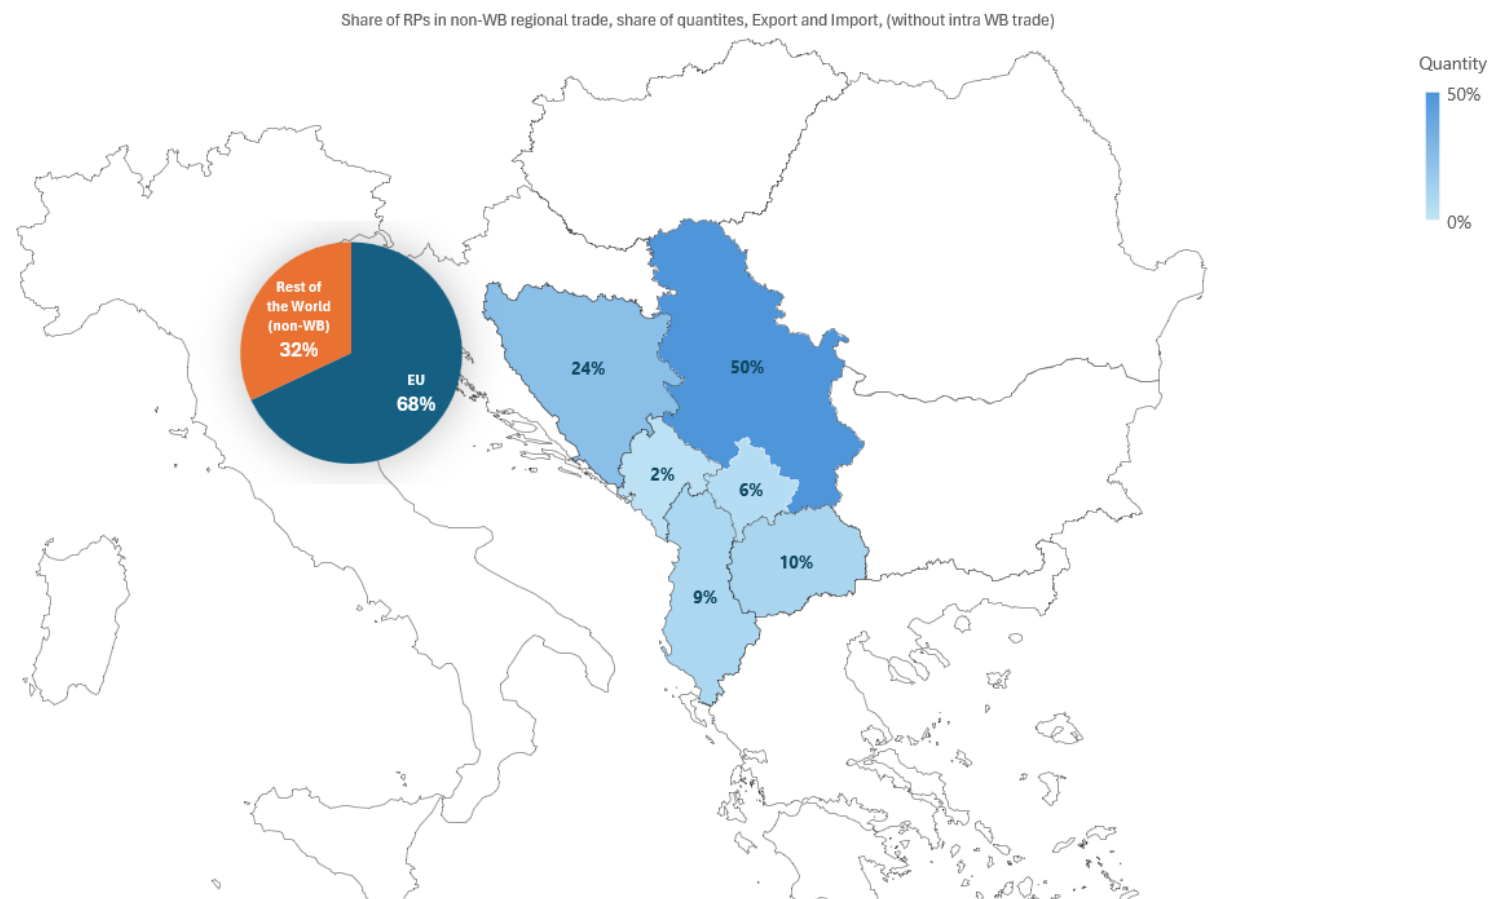 Share of RPs in non-WB regional trade, share of quantites, Export and Import, (without intra WB trade)
Quantity
50%
0%
Rest of
the World
(non-WB)
32%
EU
68%
24%
50%
2%
6%
10%
9%